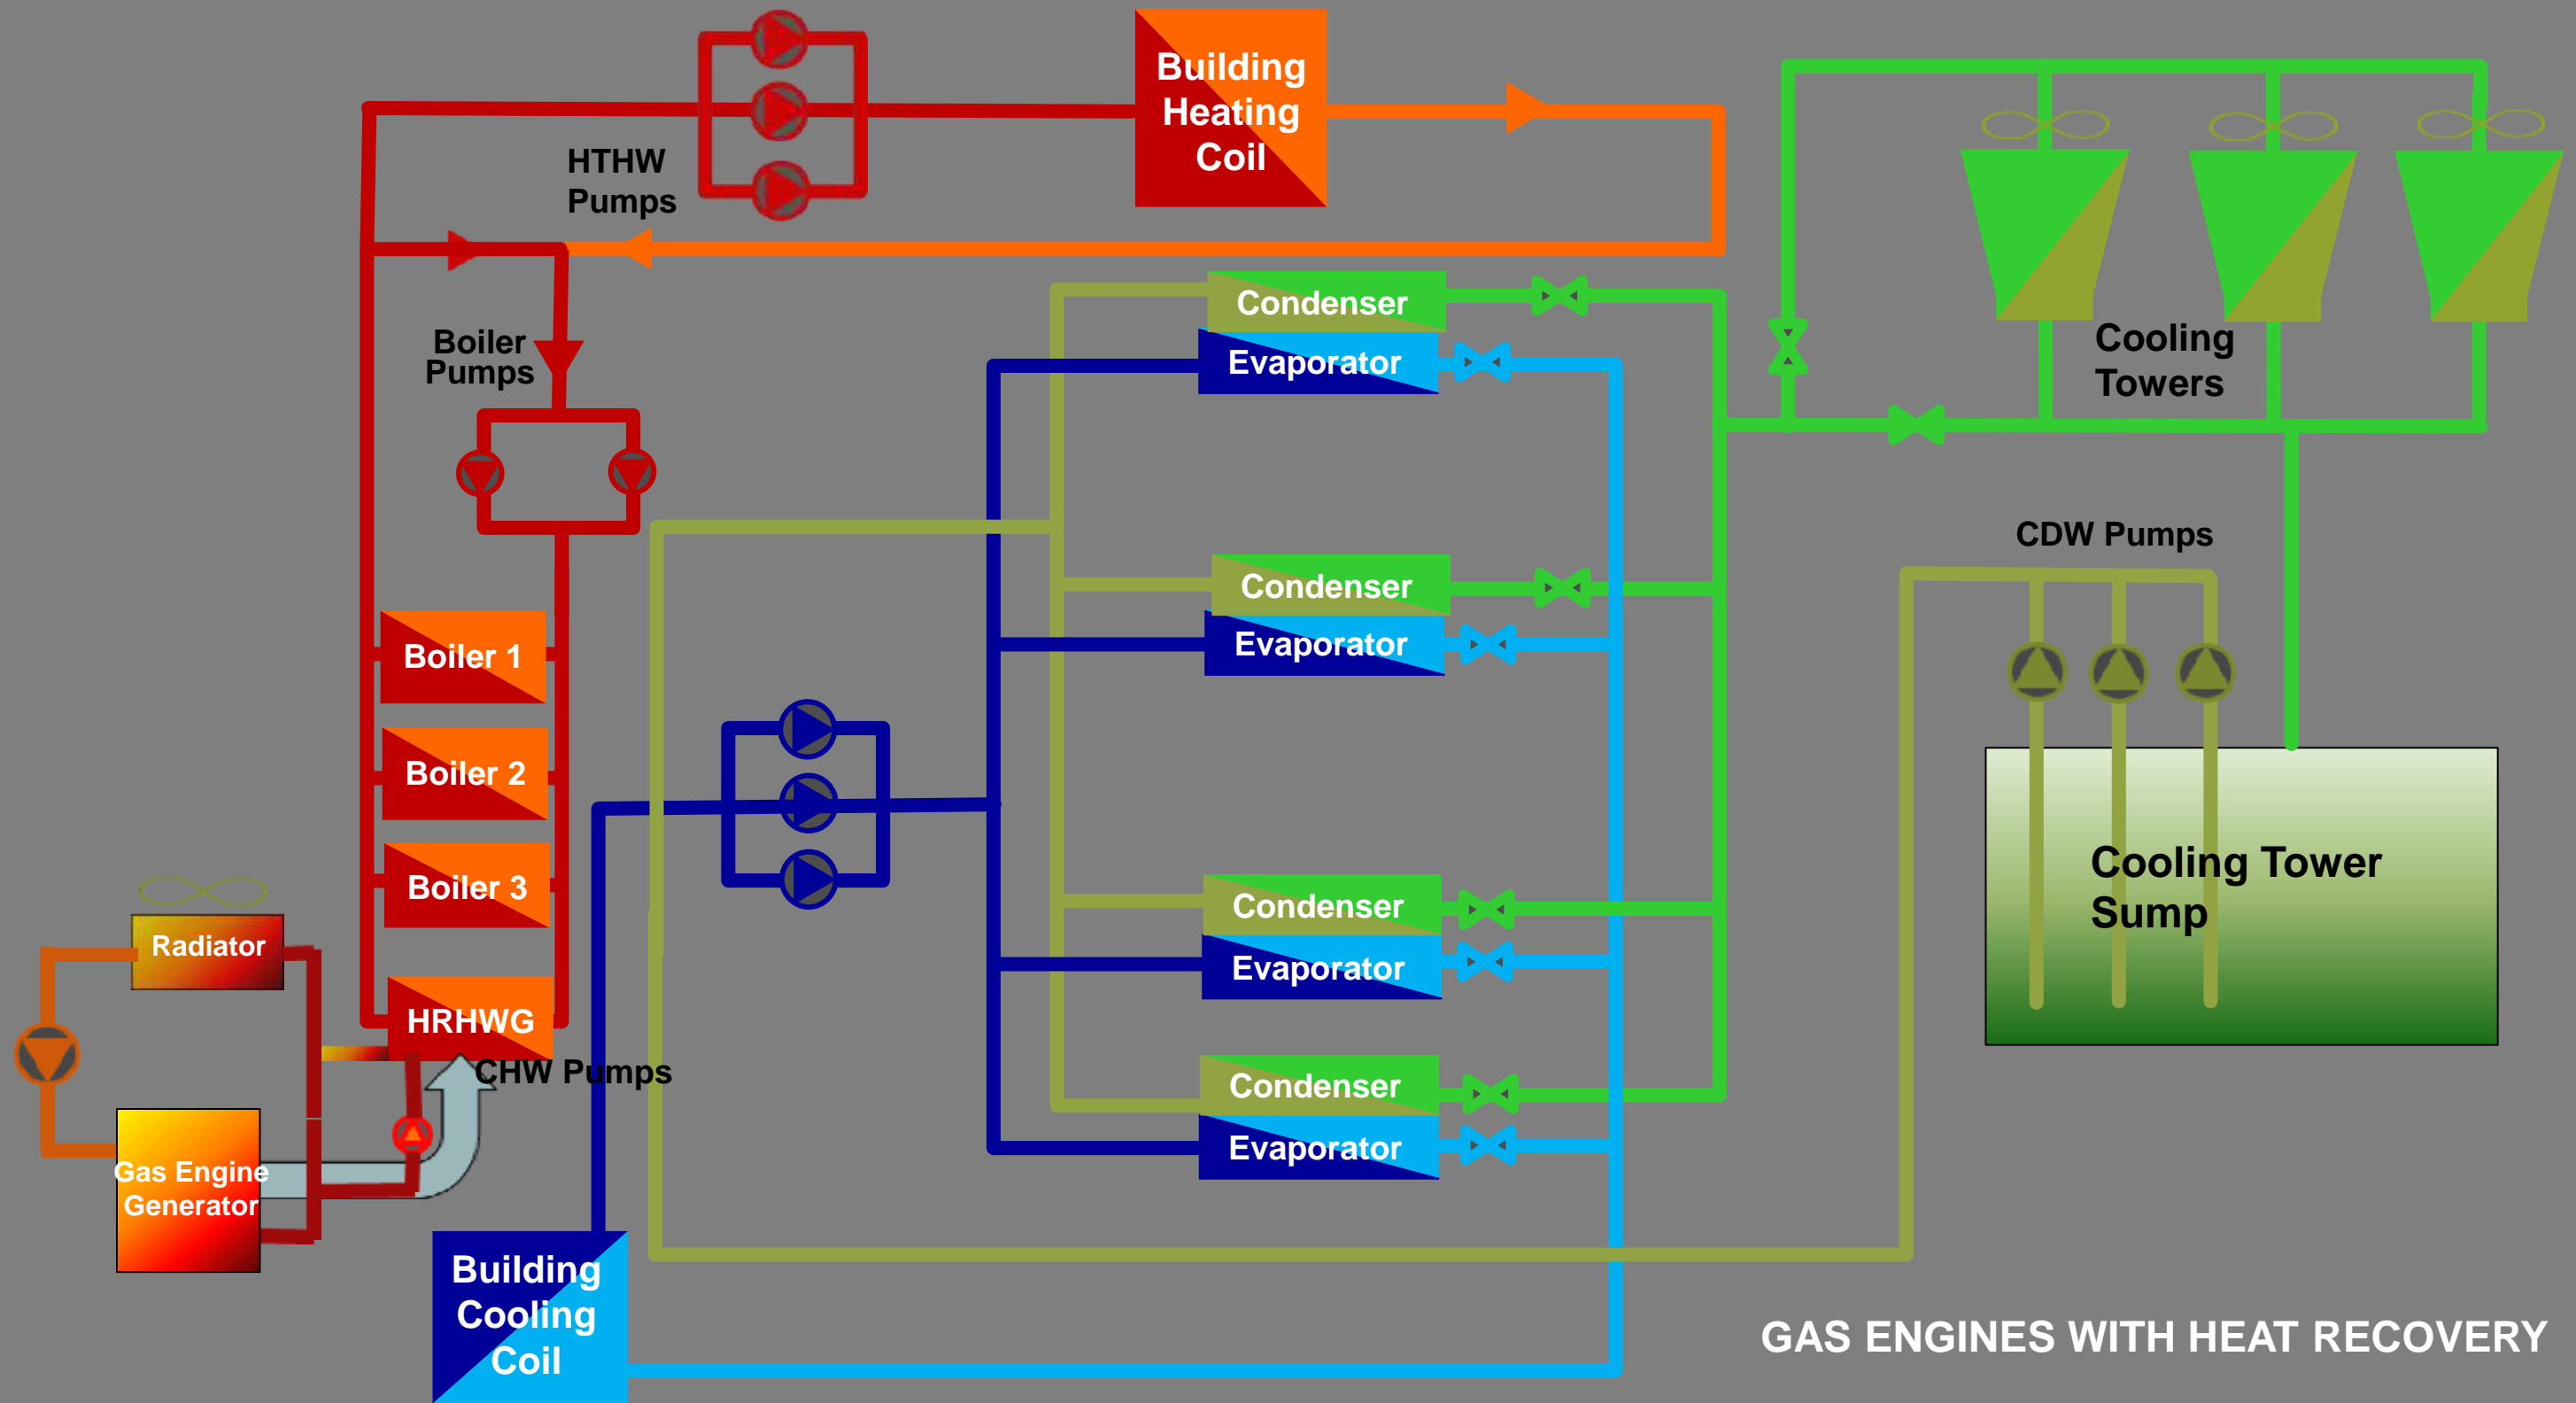 Building
Heating
Coil
HTHW
Pumps
Boiler
Pumps
Condenser
Evaporator
Cooling
Towers
CDW Pumps
Condenser
Evaporator
Boiler 1
Boiler 2
Boiler 3
Cooling Tower
Sump
Condenser
Evaporator
Radiator
HRHWG
CHW Pumps
Condenser
Evaporator
Gas Engine
Generator
Building
Cooling
Coil
GAS ENGINES WITH HEAT RECOVERY